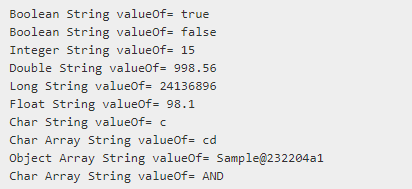 Boolean String valueOf= true
Boolean String valueOf= false
Integer String valueOf= 15
Double String valueOf= 998.56
Long String valueOf= 24136896
Float String valueOf= 98.1
Char String valueOf= c
Char Array String valueOf= cd
Object Array String valueOf= Sample@232204a1
Char Array String valueOf= AND